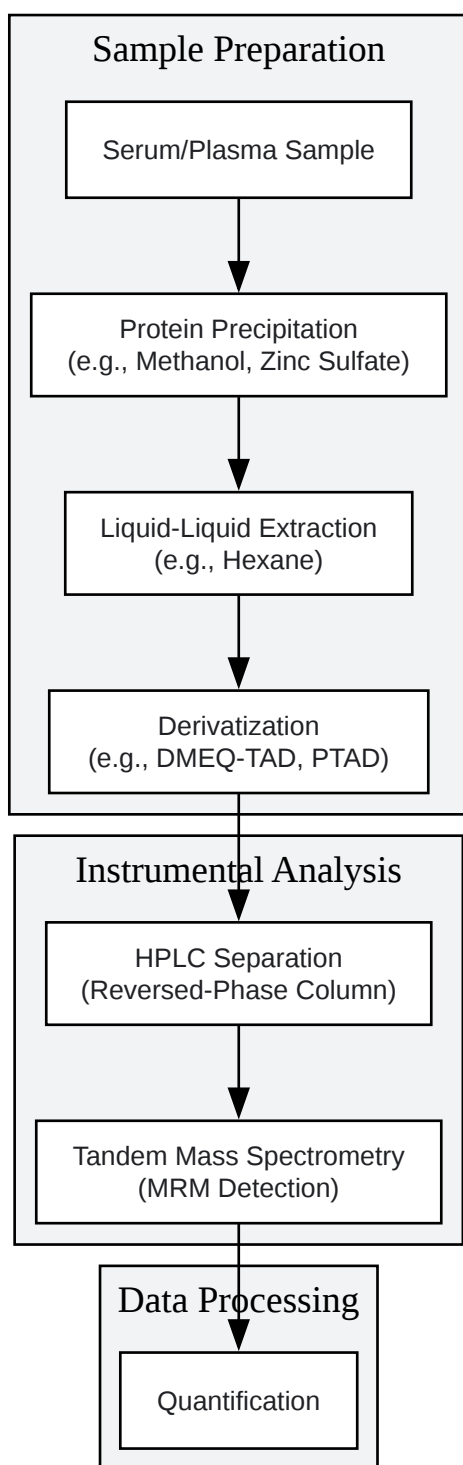 Sample Preparation
Serum/Plasma Sample
Protein Precipitation
(e.g., Methanol, Zinc Sulfate)
Liquid-Liquid Extraction
(e.g., Hexane)
Derivatization
(e.g., DMEQ-TAD, PTAD)
Instrumental Analysis
HPLC Separation
(Reversed-Phase Column)
Tandem Mass Spectrometry
(MRM Detection)
Data Processing
Quantification